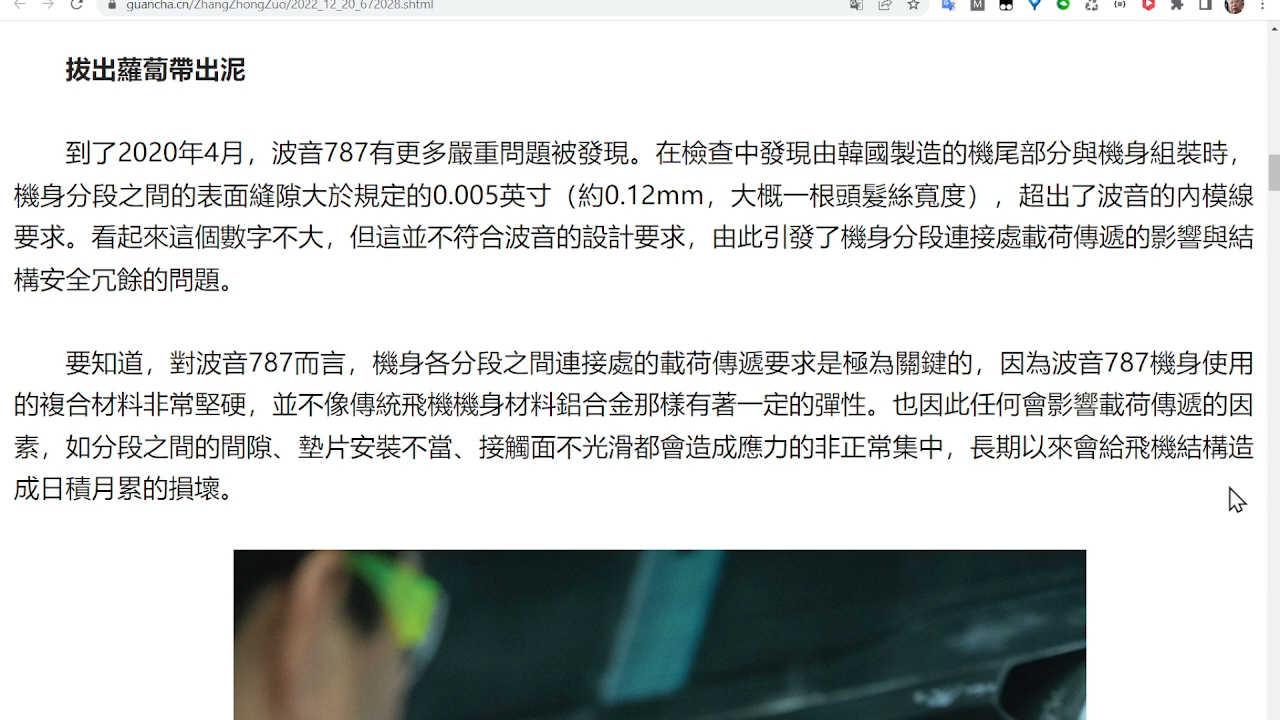 guancha.cn/ZhangZhongZuo/2022_12_20_672028.shtml
拔出蘿蔔帶出泥
到了2020年4月，波音787有更多嚴重問題被發現。在檢查中發現由韓國製造的機尾部分與機身組裝時，
機身分段之間的表面縫隙大於規定的0.005英寸（約0.12mm，大概一根頭髮絲寬度），超出了波音的內模線
要求。看起來這個數字不大，但這並不符合波音的設計要求，由此引發了機身分段連接處載荷傳遞的影響與結
構安全冗餘的問題。
要知道，對波音787而言，機身各分段之間連接處的載荷傳遞要求是極為關鍵的，因為波音787機身使用
的複合材料非常堅硬，並不像傳統飛機機身材料鋁合金那樣有著一定的彈性。也因此任何會影響載荷傳遞的因
素，如分段之間的間隙、墊片安裝不當、接觸面不光滑都會造成應力的非正常集中，長期以來會給飛機結構造
成日積月累的損壞。